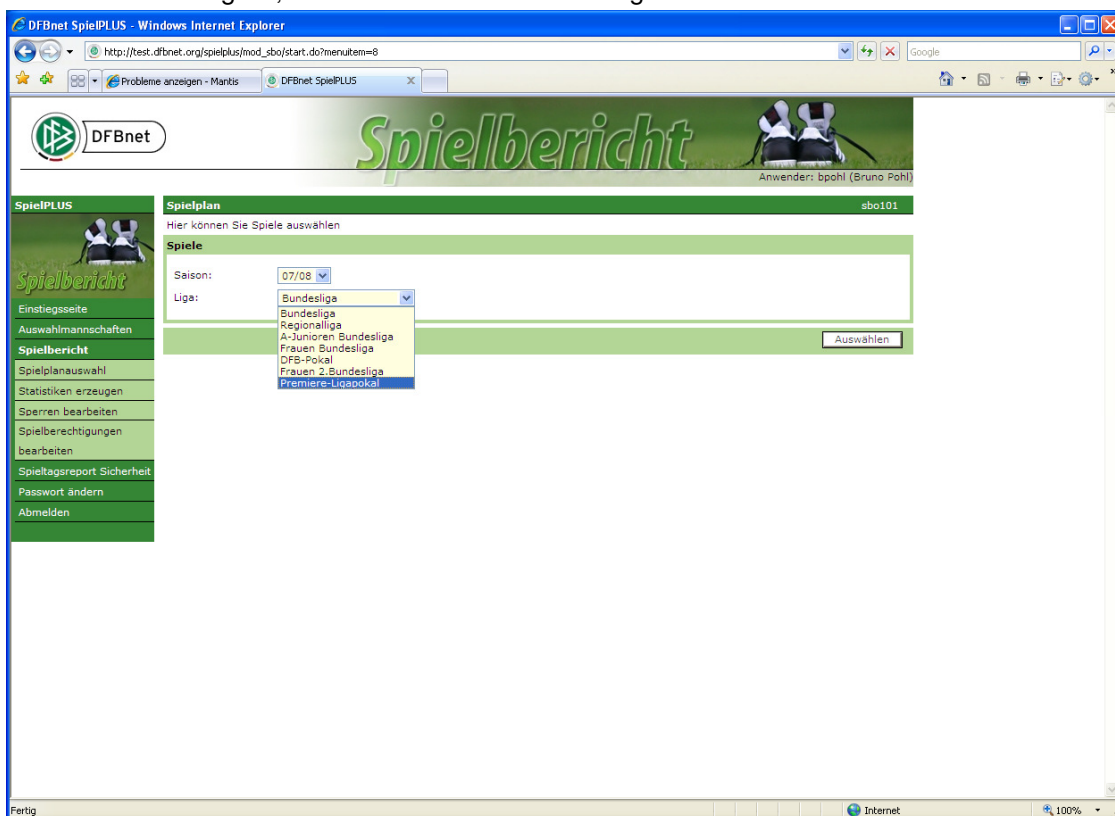 DFBnet SpielPLUS - Windows Internet Explorer
http://test.dfbnet.org/spielplus/mod_sbo/start.do?menuitem=8
Google
Probleme anzeigen - Mantis
DFBnet SpielPLUS
DFBnet
Spielbericht
Anwender: bpohl (Bruno Pohl)
SpielPLUS
Spielbericht
Einstiegsseite
Auswahlmannschaften
Spielbericht
Spielplanauswahl
Statistiken erzeugen
Sperren bearbeiten
Spielberechtigungen
bearbeiten
Spieltagsreport Sicherheit
Passwort ändern
Abmelden
Spielplan sbo101
Hier können Sie Spiele auswählen
Spiele
Saison: 07/08
Liga: Bundesliga
Bundesliga
Regionalliga
A-Junioren Bundesliga
Frauen Bundesliga
DFB-Pokal
Frauen 2.Bundesliga
Premiere-Ligapokal
Auswählen
Fertig
Internet
100%